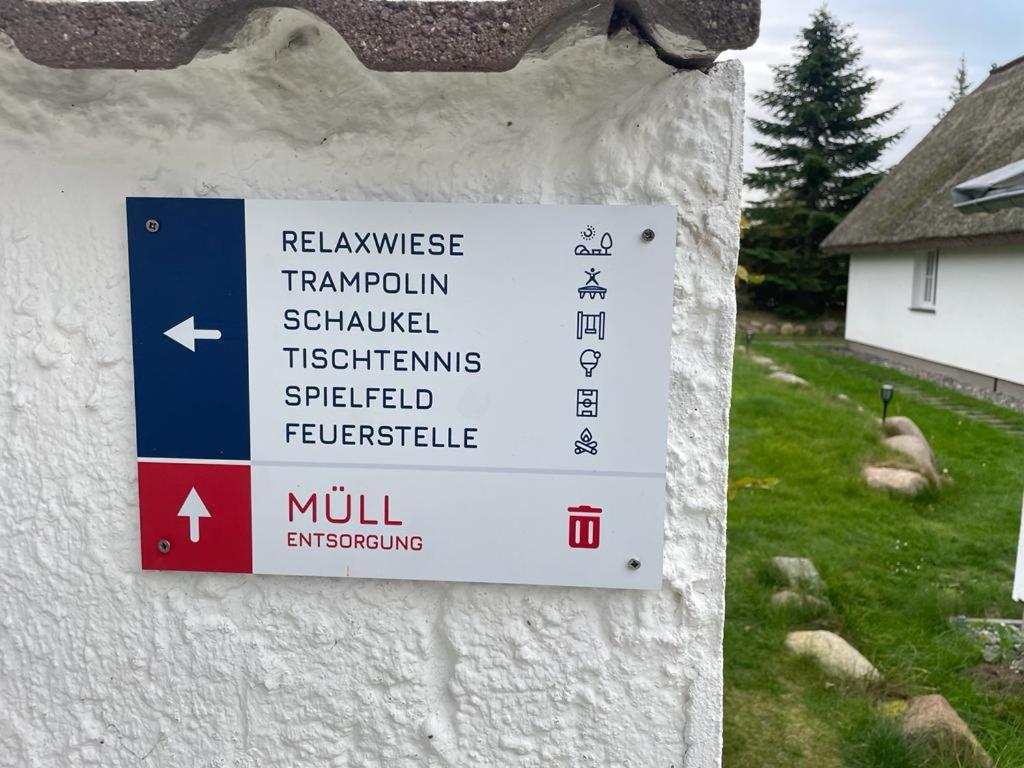 RELAXWIESE
TRAMPOLIN
SCHAUKEL
TISCHTENNIS
SPIELFELD
FEUERSTELLE
MÜLL
ENTSORGUNG